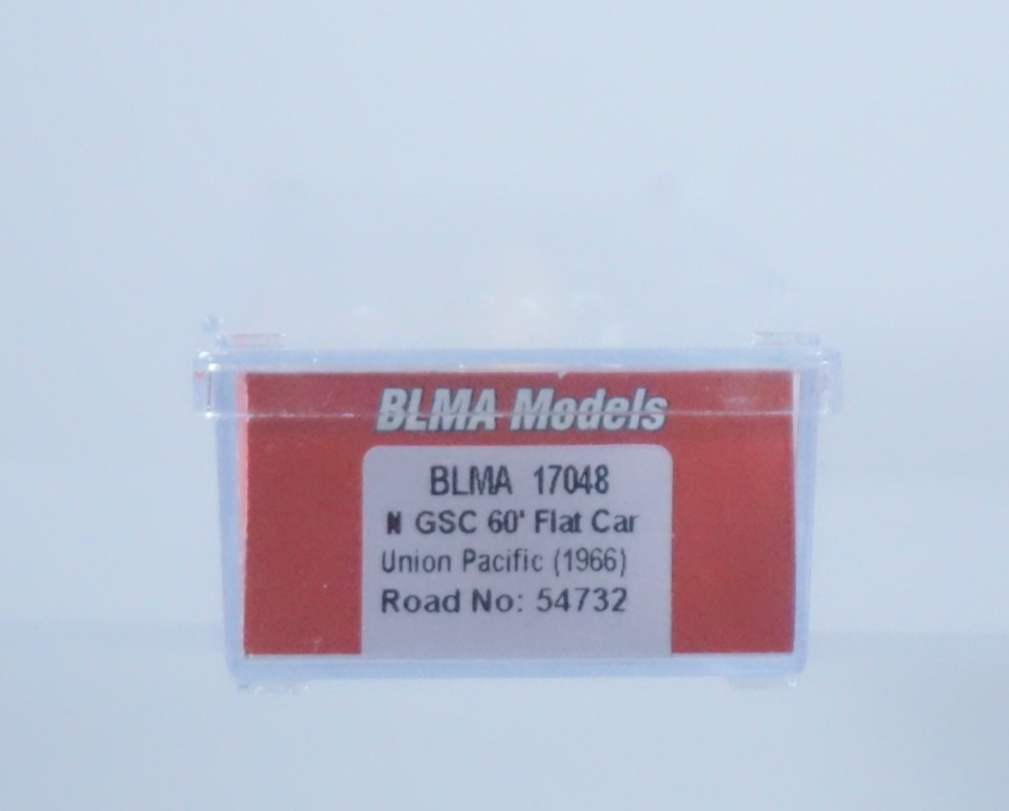 BLMA Models
BLMA 17048
N GSC 60' Flat Car
Union Pacific (1966)
Road No: 54732